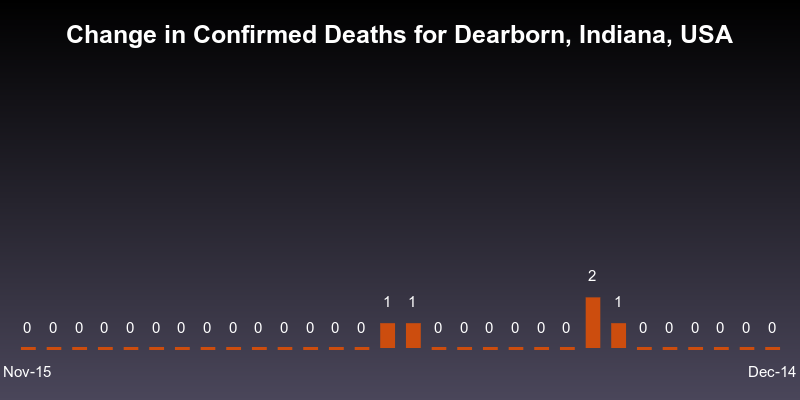 Change in Confirmed Deaths for Dearborn, Indiana, USA
2
1 1 1
0 0 0 0 0 0 0 0 0 0 0 0 0 0 0 0 0 0 0 0 0 0 0 0 0 0
Nov-15 Dec-14